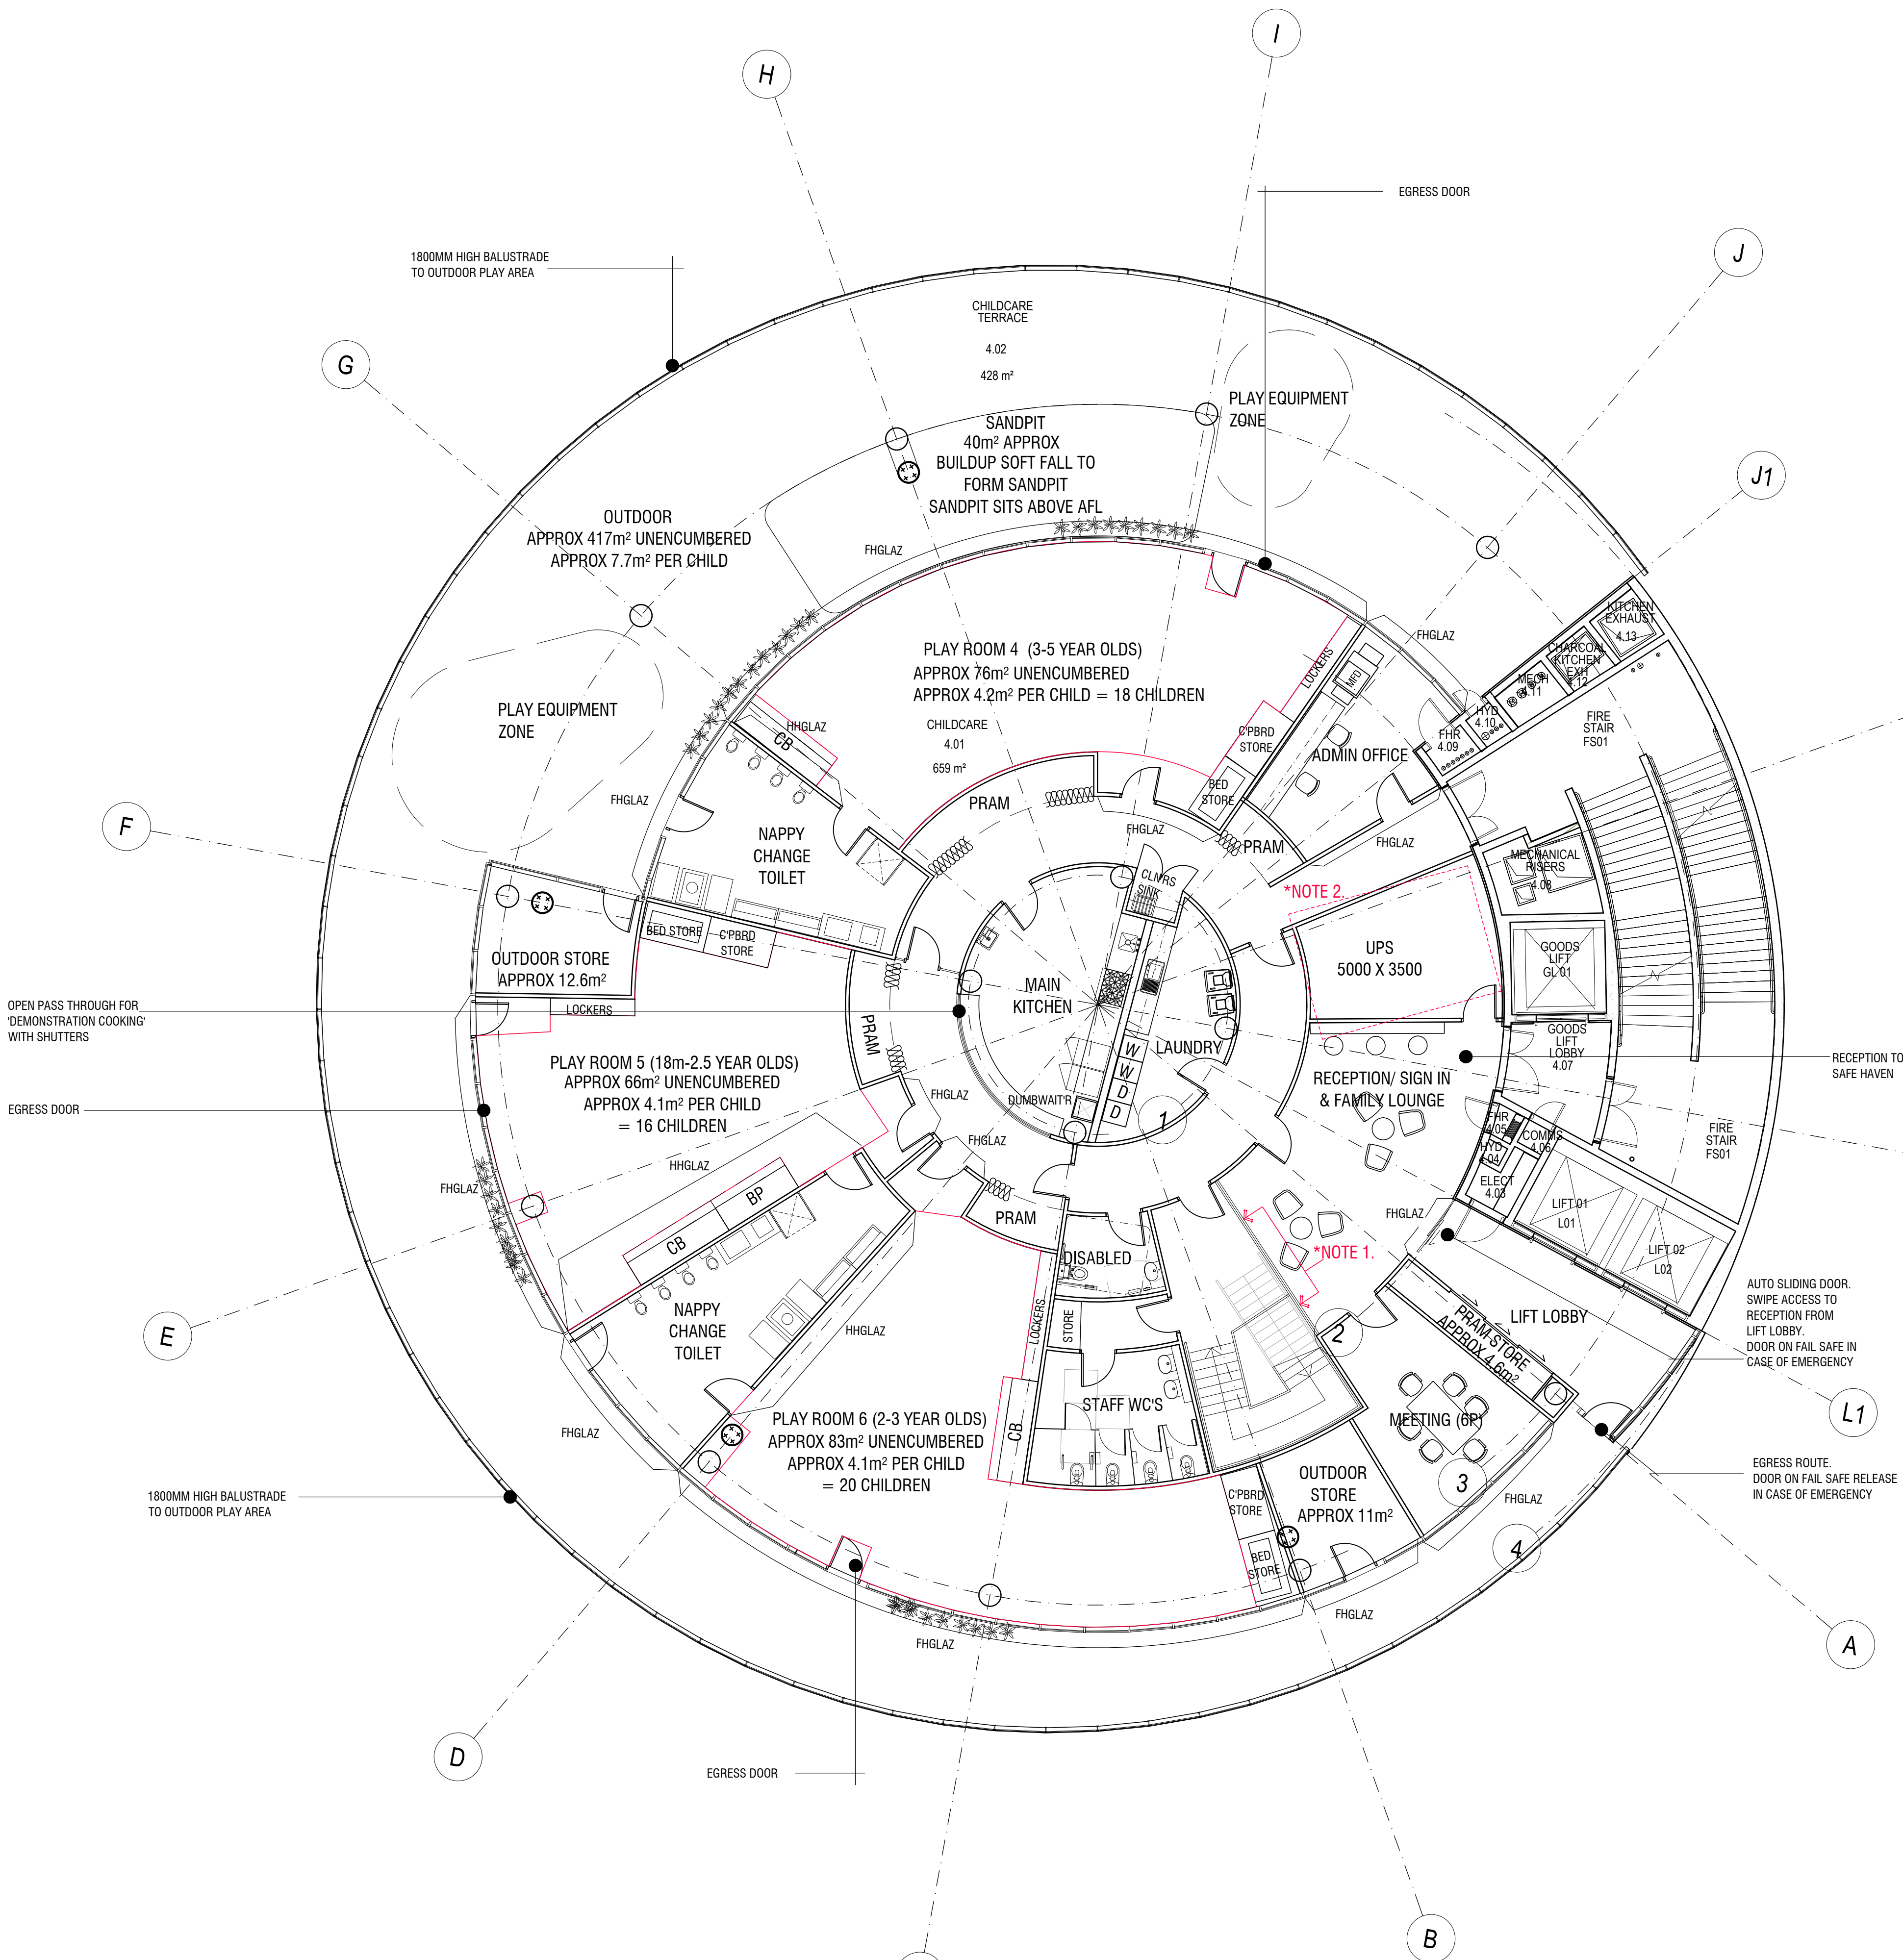 I
H
EGRESS DOOR
J
1800MM HIGH BALUSTRADE
TO OUTDOOR PLAY AREA
CHILDCARE
TERRACE
4.02
428 m²
G
PLAY EQUIPMENT
ZONE
SANDPIT
40m² APPROX
BUILDUP SOFT FALL TO
FORM SANDPIT
SANDPIT SITS ABOVE AFL
J1
OUTDOOR
APPROX 417m² UNENCUMBERED
APPROX 7.7m² PER CHILD
FHGLAZ
FHGLAZ
KITCHEN
EXHAUST
4.13
CHARCOAL
KITCHEN
EXH
4.12
MECH
4.11
HYD
4.10
FHR
4.09
FIRE
STAIR
FS01
PLAY ROOM 4 (3-5 YEAR OLDS)
APPROX 76m² UNENCUMBERED
APPROX 4.2m² PER CHILD = 18 CHILDREN
CHILDCARE
4.01
659 m²
LOCKERS
MFD
C'PBRD
STORE
BED
STORE
ADMIN OFFICE
PLAY EQUIPMENT
ZONE
HHGLAZ
CB
FHGLAZ
PRAM
FHGLAZ
PRAM
FHGLAZ
F
NAPPY
CHANGE
TOILET
CLN'RS
SINK
*NOTE 2.
MECHANICAL
RISERS
4.08
BED STORE
C'PBRD
STORE
OUTDOOR STORE
APPROX 12.6m²
MAIN
KITCHEN
UPS
5000 X 3500
GOODS
LIFT
GL 01
OPEN PASS THROUGH FOR
'DEMONSTRATION COOKING'
WITH SHUTTERS
LOCKERS
PRAM
W
W
D
D
LAUNDRY
GOODS
LIFT
LOBBY
4.07
RECEPTION TO
SAFE HAVEN
PLAY ROOM 5 (18m-2.5 YEAR OLDS)
APPROX 66m² UNENCUMBERED
APPROX 4.1m² PER CHILD
= 16 CHILDREN
RECEPTION/ SIGN IN
& FAMILY LOUNGE
EGRESS DOOR
FHGLAZ
DUMBWAIT'R
1
FHR
4.05
COMMS
4.06
HYD
4.04
ELECT
4.03
FIRE
STAIR
FS01
FHGLAZ
HHGLAZ
FHGLAZ
BP
CB
PRAM
FHGLAZ
LIFT 01
L01
LIFT 02
L02
DISABLED
*NOTE 1.
E
NAPPY
CHANGE
TOILET
HHGLAZ
LOCKERS
STORE
2
PRAM STORE
APPROX 4.6m²
LIFT LOBBY
AUTO SLIDING DOOR.
SWIPE ACCESS TO
RECEPTION FROM
LIFT LOBBY.
DOOR ON FAIL SAFE IN
CASE OF EMERGENCY
L1
FHGLAZ
PLAY ROOM 6 (2-3 YEAR OLDS)
APPROX 83m² UNENCUMBERED
APPROX 4.1m² PER CHILD
= 20 CHILDREN
CB
STAFF WC'S
MEETING (6P)
EGRESS ROUTE.
DOOR ON FAIL SAFE RELEASE
IN CASE OF EMERGENCY
3
FHGLAZ
OUTDOOR
STORE
APPROX 11m²
C'PBRD
STORE
BED
STORE
4
1800MM HIGH BALUSTRADE
TO OUTDOOR PLAY AREA
FHGLAZ
FHGLAZ
A
D
EGRESS DOOR
B